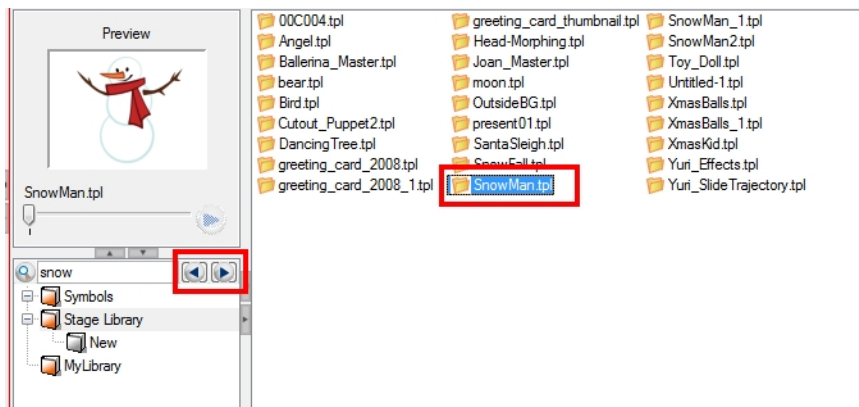 Preview
SnowMan.tpl
snow
Symbols
Stage Library
New
MyLibrary
00C004.tpl
Angel.tpl
Ballerina_Master.tpl
bear.tpl
Bird.tpl
Cutout_Puppet2.tpl
DancingTree.tpl
greeting_card_2008.tpl
greeting_card_2008_1.tpl
greeting_card_thumbnail.tpl
Head-Morphing.tpl
Joan_Master.tpl
moon.tpl
OutsideBG.tpl
present01.tpl
SantaSleigh.tpl
SnowFall.tpl
SnowMan.tpl
SnowMan_1.tpl
SnowMan2.tpl
Toy_Doll.tpl
Untitled-1.tpl
XmasBalls.tpl
XmasBalls_1.tpl
XmasKid.tpl
Yuri_Effects.tpl
Yuri_SlideTrajectory.tpl